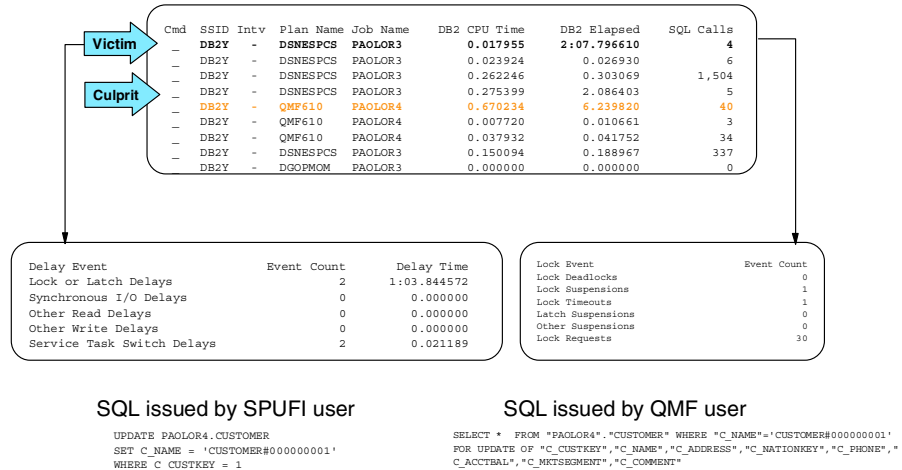 Cmd SSID Intv Plan Name Job Name DB2 CPU Time DB2 Elapsed SQL Calls
Victim
_ DB2Y - DSNESPCS PAOLOR3 0.017955 2:07.796610 4
_ DB2Y - DSNESPCS PAOLOR3 0.023924 0.026930 6
_ DB2Y - DSNESPCS PAOLOR3 0.262246 0.303069 1,504
_ DB2Y - DSNESPCS PAOLOR3 0.275399 2.086403 5
Culprit
_ DB2Y - QMF610 PAOLOR4 0.670234 6.239820 40
_ DB2Y - QMF610 PAOLOR4 0.007720 0.010661 3
_ DB2Y - QMF610 PAOLOR4 0.037932 0.041752 34
_ DB2Y - DSNESPCS PAOLOR3 0.150094 0.188967 337
_ DB2Y - DGOPMOM PAOLOR3 0.000000 0.000000 0
Delay Event Event Count Delay Time
Lock or Latch Delays 2 1:03.844572
Synchronous I/O Delays 0 0.000000
Other Read Delays 0 0.000000
Other Write Delays 0 0.000000
Service Task Switch Delays 2 0.021189
Lock Event Event Count
Lock Deadlocks 0
Lock Suspensions 1
Lock Timeouts 1
Latch Suspensions 0
Other Suspensions 0
Lock Requests 30
SQL issued by SPUFI user
UPDATE PAOLOR4.CUSTOMER
SET C_NAME = 'CUSTOMER#000000001'
WHERE C_CUSTKEY = 1
SQL issued by QMF user
SELECT * FROM "PAOLOR4"."CUSTOMER" WHERE "C_NAME"='CUSTOMER#000000001'
FOR UPDATE OF "C_CUSTKEY","C_NAME","C_ADDRESS","C_NATIONKEY","C_PHONE","
C_ACCTBAL","C_MKTSEGMENT","C_COMMENT"